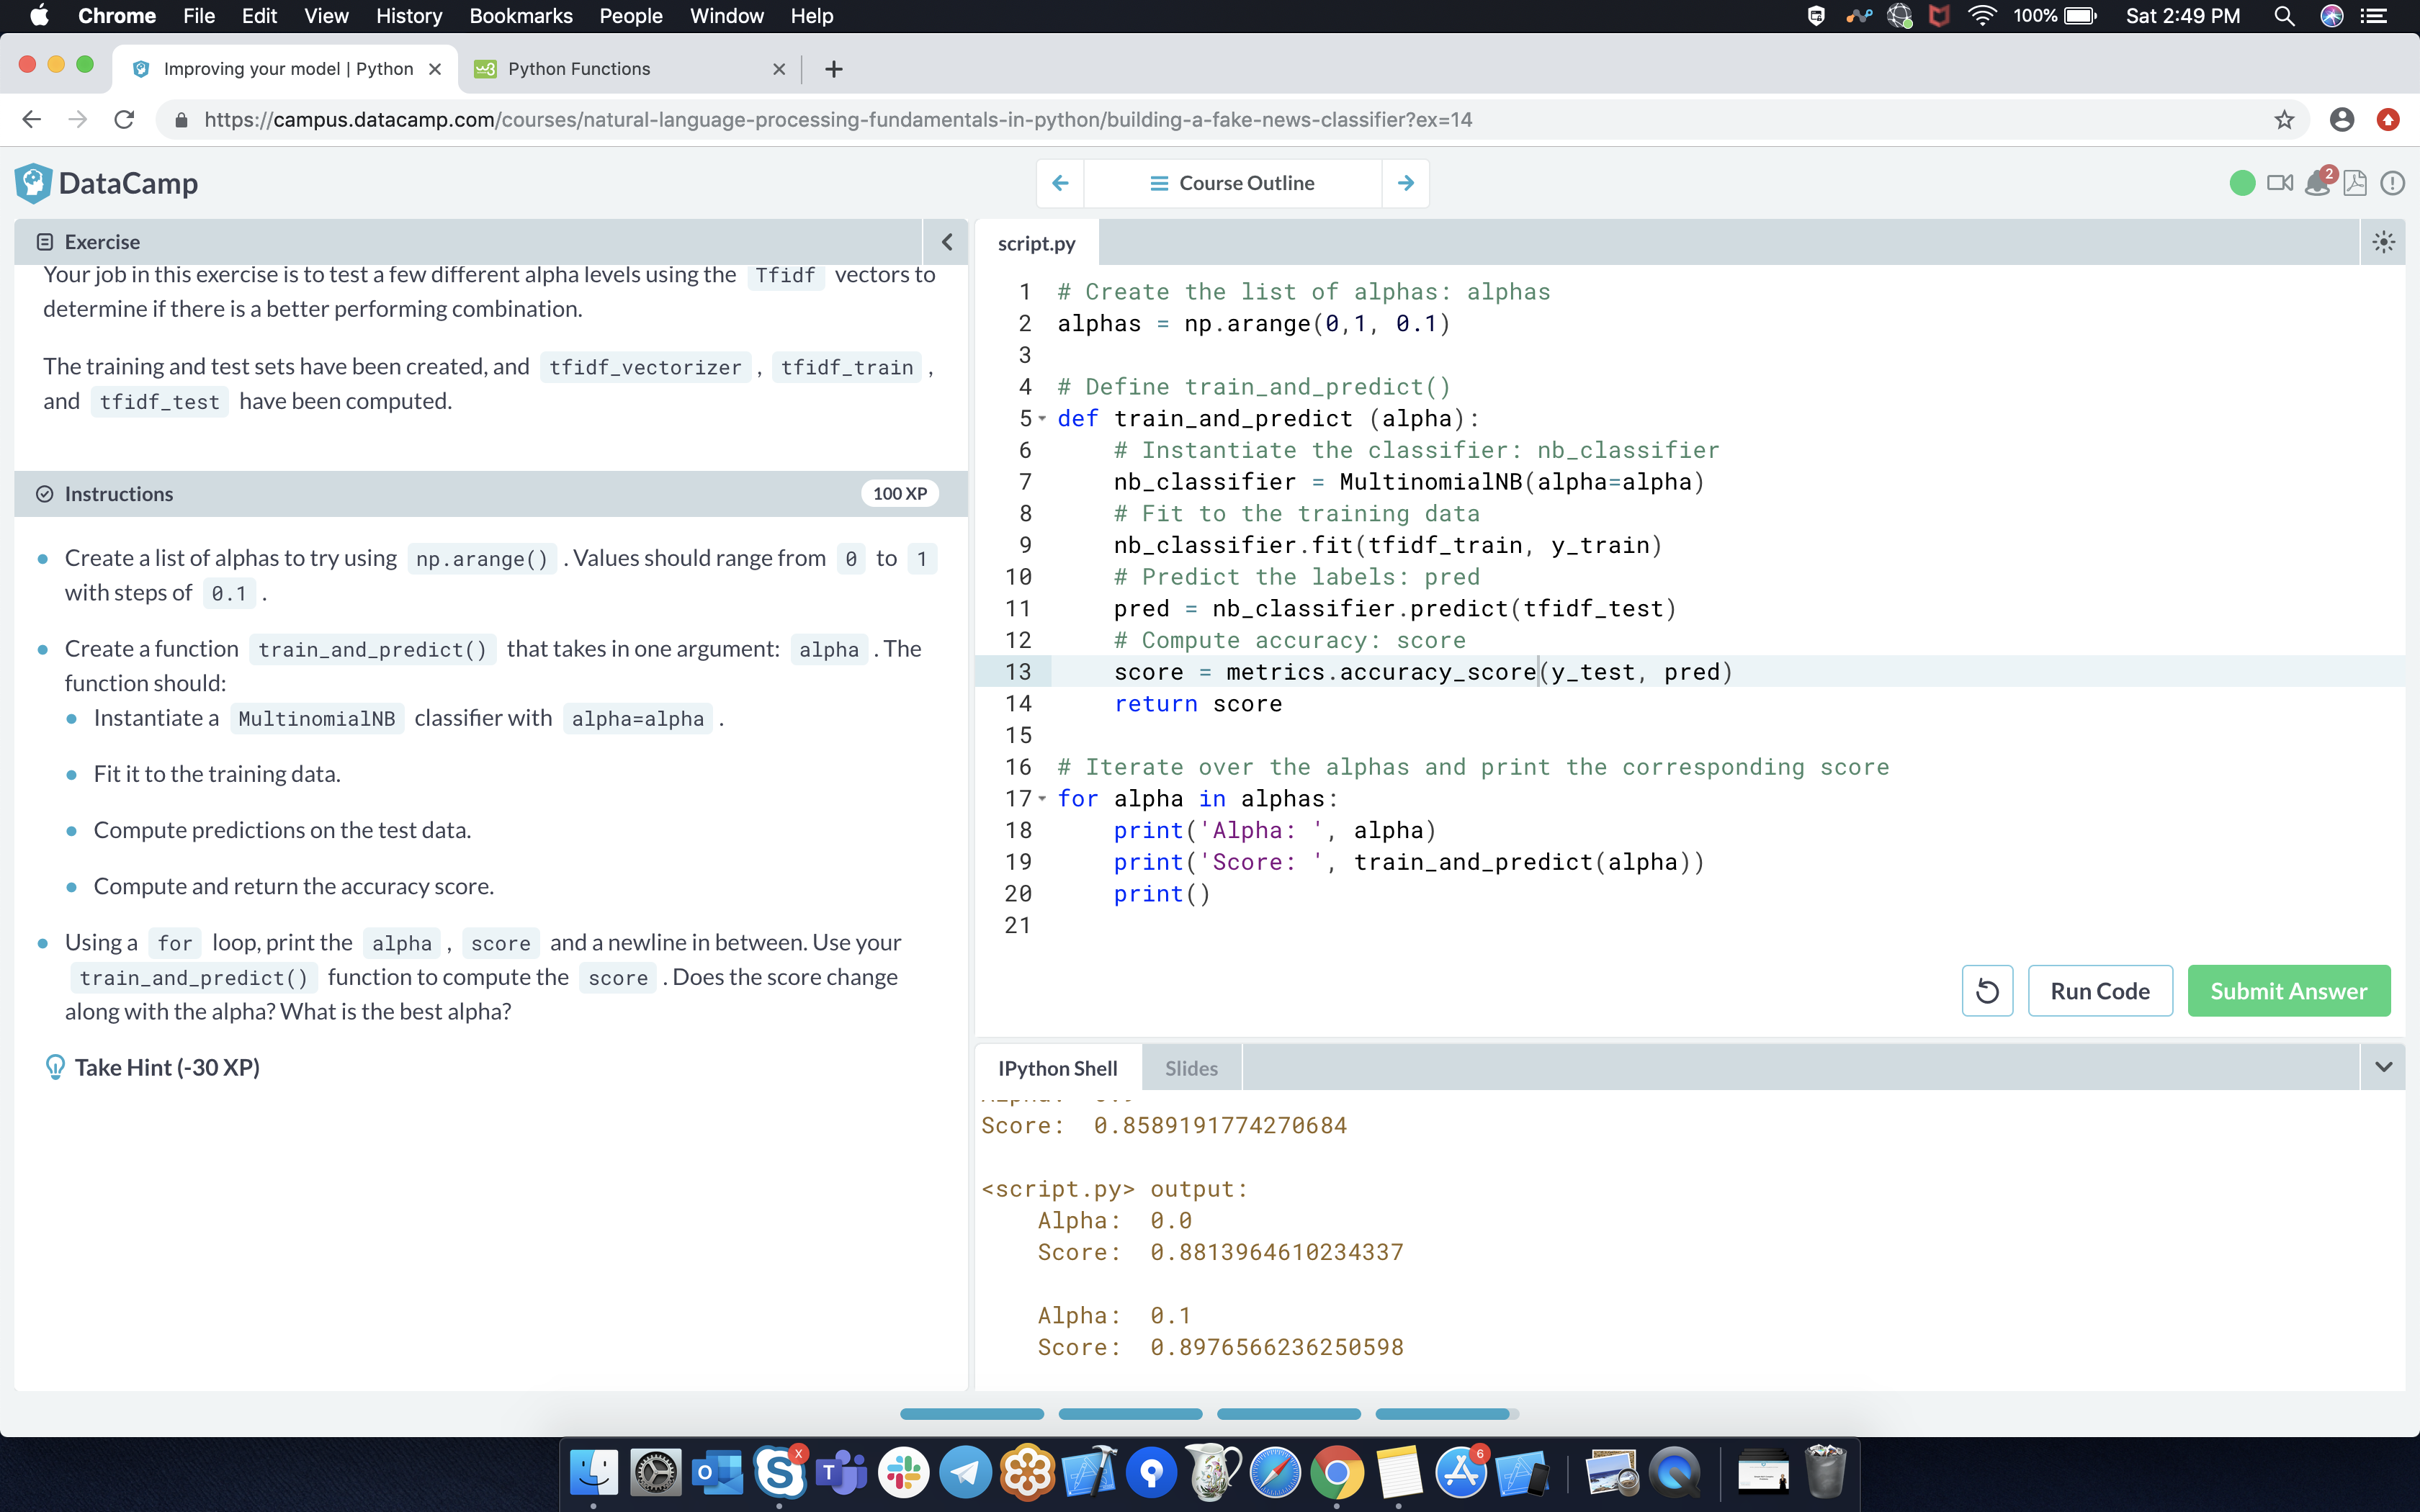 Chrome File Edit View History Bookmarks People Window Help 100% Sat 2:49 PM
Improving your model | Python
Python Functions
https://campus.datacamp.com/courses/natural-language-processing-fundamentals-in-python/building-a-fake-news-classifier?ex=14
DataCamp
Course Outline
2
Exercise
Your job in this exercise is to test a few different alpha levels using the Tfidf vectors to
determine if there is a better performing combination.
The training and test sets have been created, and tfidf_vectorizer , tfidf_train ,
and tfidf_test have been computed.
Instructions
100 XP
Create a list of alphas to try using np.arange() . Values should range from 0 to 1
with steps of 0.1 .
Create a function train_and_predict() that takes in one argument: alpha . The
function should:
Instantiate a MultinomialNB classifier with alpha=alpha .
Fit it to the training data.
Compute predictions on the test data.
Compute and return the accuracy score.
Using a for loop, print the alpha , score and a newline in between. Use your
train_and_predict() function to compute the score . Does the score change
along with the alpha? What is the best alpha?
Take Hint (-30 XP)
script.py
1 # Create the list of alphas: alphas
2 alphas = np.arange(0,1, 0.1)
3
4 # Define train_and_predict()
5 def train_and_predict (alpha):
6 # Instantiate the classifier: nb_classifier
7 nb_classifier = MultinomialNB(alpha=alpha)
8 # Fit to the training data
9 nb_classifier.fit(tfidf_train, y_train)
10 # Predict the labels: pred
11 pred = nb_classifier.predict(tfidf_test)
12 # Compute accuracy: score
13 score = metrics.accuracy_score(y_test, pred)
14 return score
15
16 # Iterate over the alphas and print the corresponding score
17 for alpha in alphas:
18 print('Alpha: ', alpha)
19 print('Score: ', train_and_predict(alpha))
20 print()
21
Run Code
Submit Answer
IPython Shell
Slides
Score: 0.8589191774270684
<script.py> output:
Alpha: 0.0
Score: 0.8813964610234337
Alpha: 0.1
Score: 0.8976566236250598
X
6